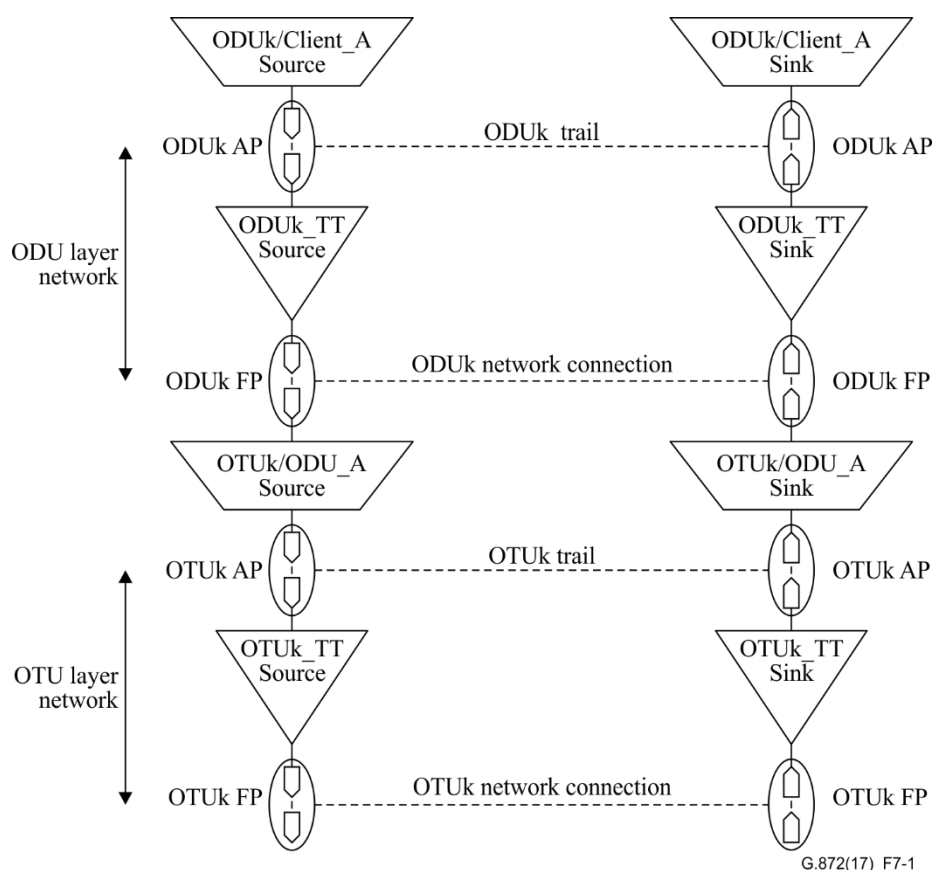 ODUk/Client_A
Source
ODUk/Client_A
Sink
ODUk AP
ODUk trail
ODUk AP
ODUk_TT
Source
ODUk_TT
Sink
ODU layer
network
ODUk FP
ODUk network connection
ODUk FP
OTUk/ODU_A
Source
OTUk/ODU_A
Sink
OTUk AP
OTUk trail
OTUk AP
OTUk_TT
Source
OTUk_TT
Sink
OTU layer
network
OTUk FP
OTUk network connection
OTUk FP
G.872(17)_F7-1